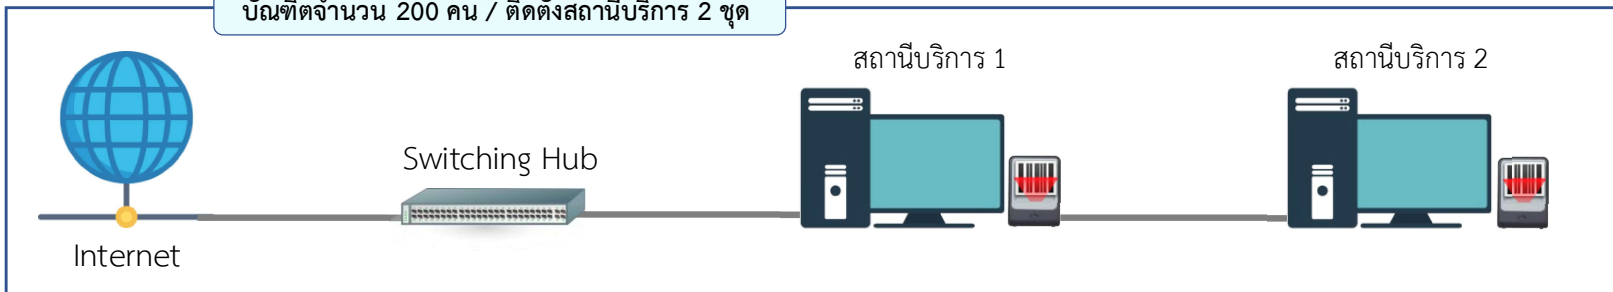 บัณฑิตจำนวน 200 คน / ติดตั้งสถานีบริการ 2 ชุด
สถานีบริการ 1
สถานีบริการ 2
Switching Hub
Internet